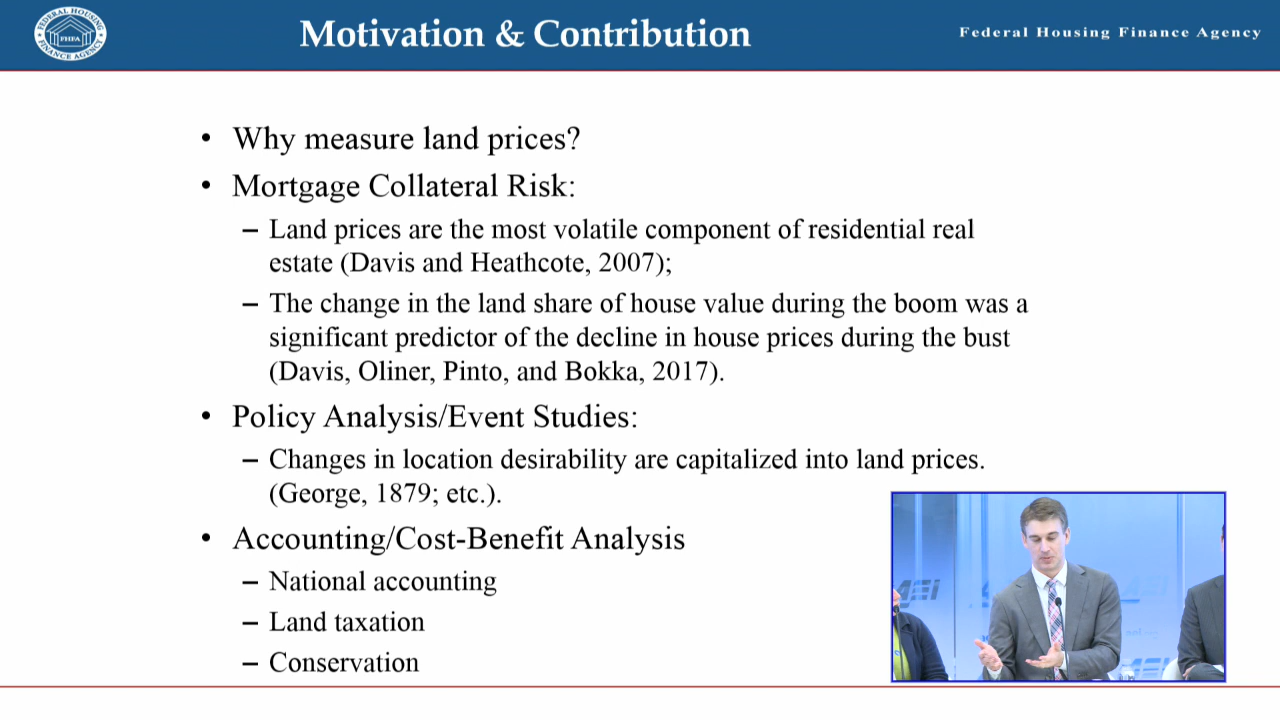 FEDERAL HOUSING
FHFA
FINANCE AGENCY
Motivation & Contribution
Federal Housing Finance Agency
• Why measure land prices?
• Mortgage Collateral Risk:
– Land prices are the most volatile component of residential real
estate (Davis and Heathcote, 2007);
– The change in the land share of house value during the boom was a
significant predictor of the decline in house prices during the bust
(Davis, Oliner, Pinto, and Bokka, 2017).
• Policy Analysis/Event Studies:
– Changes in location desirability are capitalized into land prices.
(George, 1879; etc.).
• Accounting/Cost-Benefit Analysis
– National accounting
– Land taxation
– Conservation
AEI
AEI
AEI